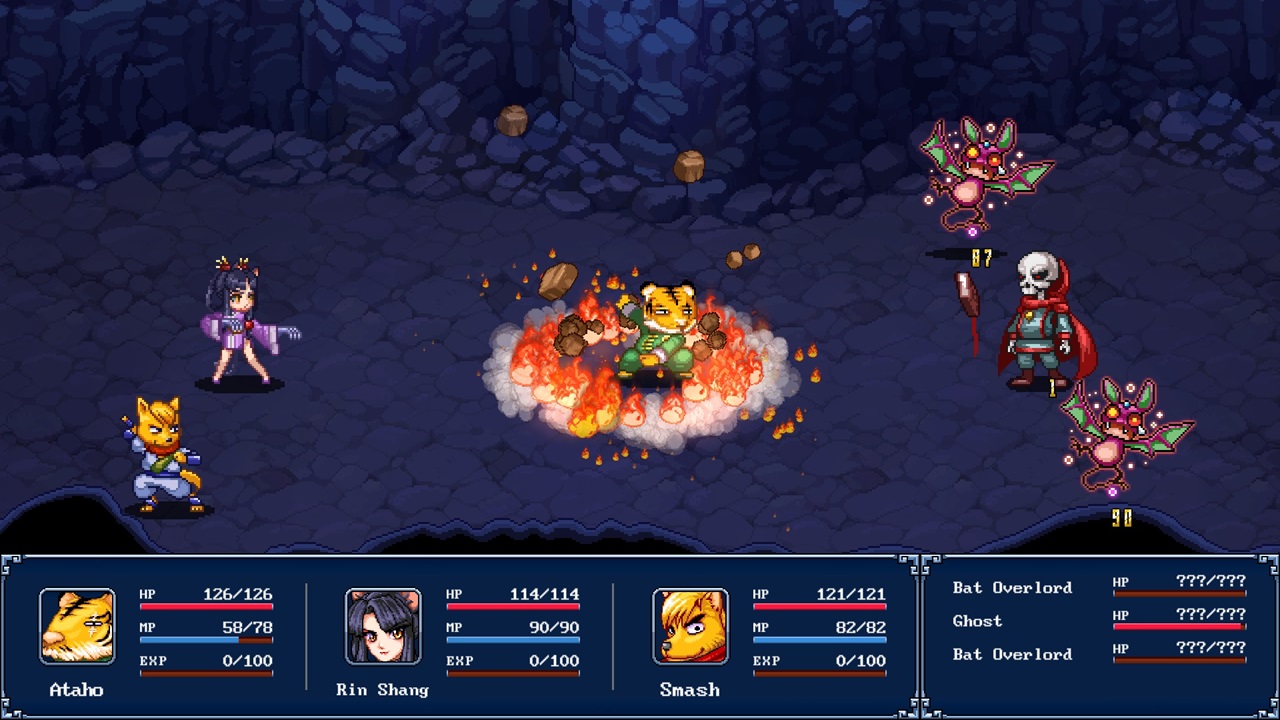 87
1
90
HP 126/126
MP 58/78
EXP 0/100
Ataho
HP 114/114
MP 90/90
EXP 0/100
Rin Shang
HP 121/121
MP 82/82
EXP 0/100
Smash
Bat Overlord HP ???/???
Ghost HP ???/???
Bat Overlord HP ???/???